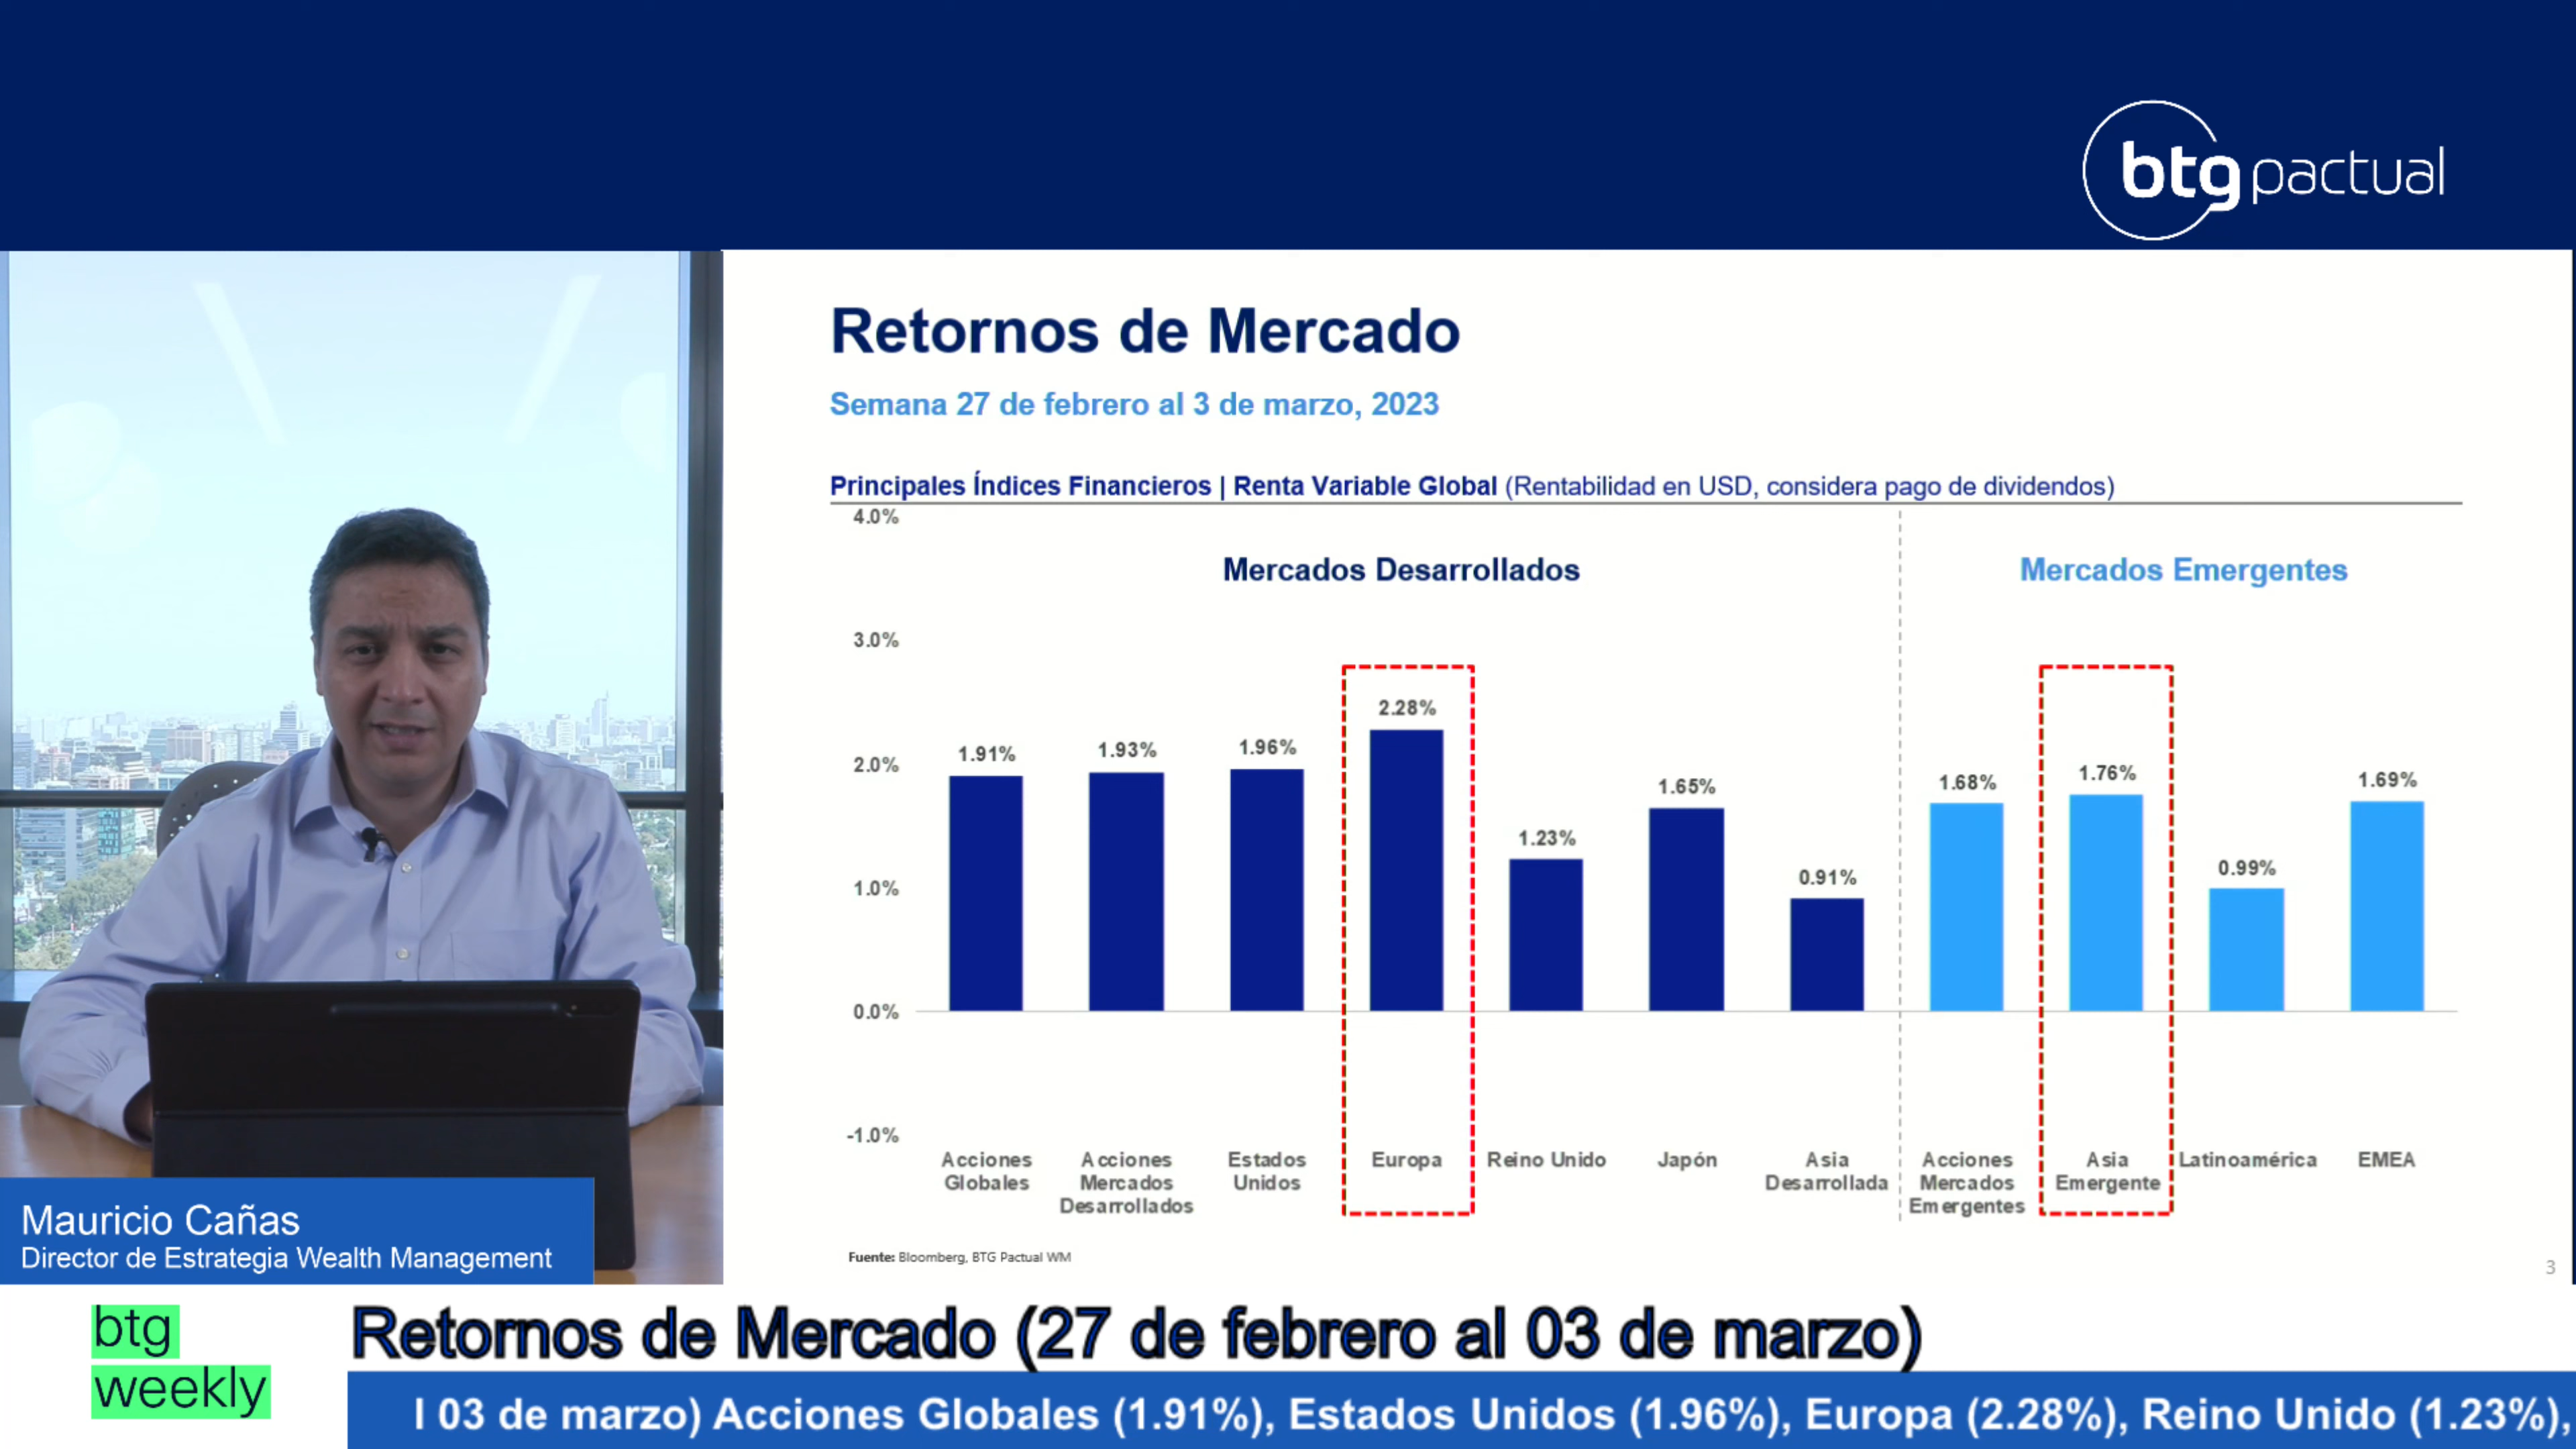 btg pactual
Retornos de Mercado
Semana 27 de febrero al 3 de marzo, 2023
Principales Índices Financieros | Renta Variable Global (Rentabilidad en USD, considera pago de dividendos)
4.0%
Mercados Desarrollados
Mercados Emergentes
3.0%
2.0%
1.0%
0.0%
-1.0%
1.91%
1.93%
1.96%
2.28%
1.23%
1.65%
0.91%
1.68%
1.76%
0.99%
1.69%
Acciones
Globales
Acciones
Mercados
Desarrollados
Estados
Unidos
Europa
Reino Unido
Japón
Asia
Desarrollada
Acciones
Mercados
Emergentes
Asia
Emergente
Latinoamérica
EMEA
Fuente: Bloomberg, BTG Pactual WM
3
Mauricio Cañas
Director de Estrategia Wealth Management
btg
weekly
Retornos de Mercado (27 de febrero al 03 de marzo)
l 03 de marzo) Acciones Globales (1.91%), Estados Unidos (1.96%), Europa (2.28%), Reino Unido (1.23%),